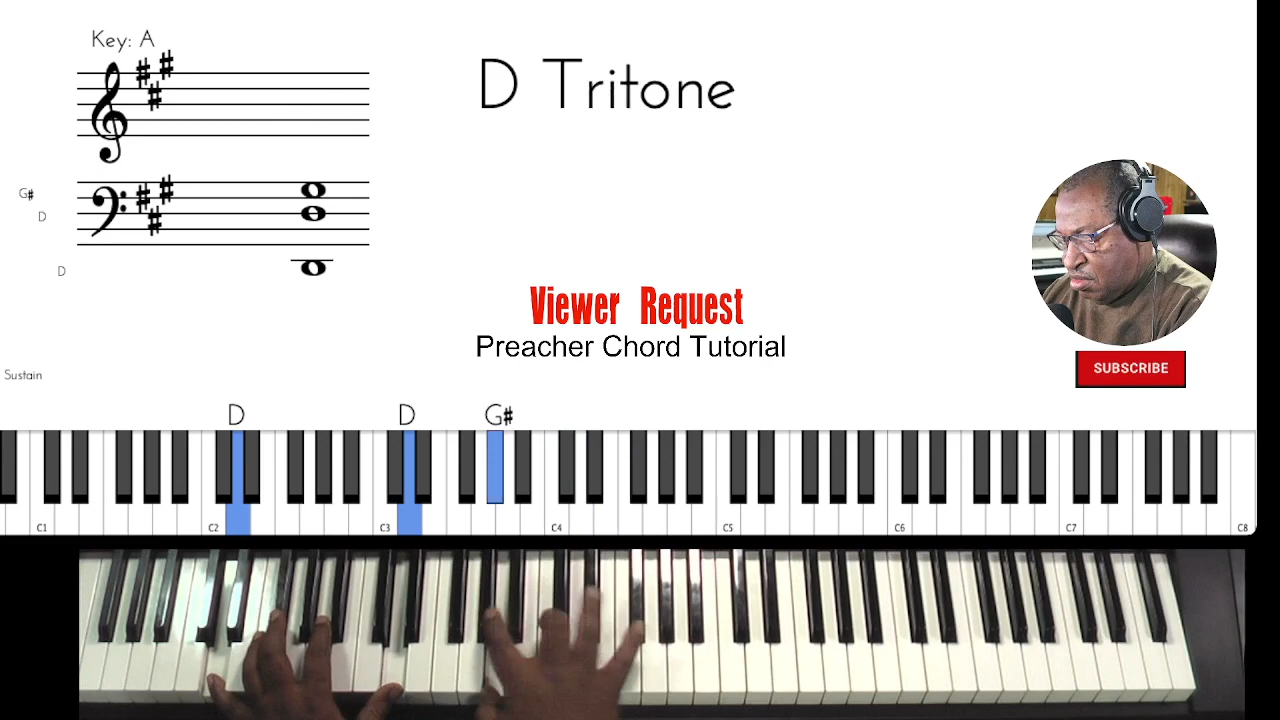 Key: A
D Tritone
G#
D
D
Viewer Request
Preacher Chord Tutorial
SUBSCRIBE
Sustain
D D G#
C1 C2 C3 C4 C5 C6 C7 C8